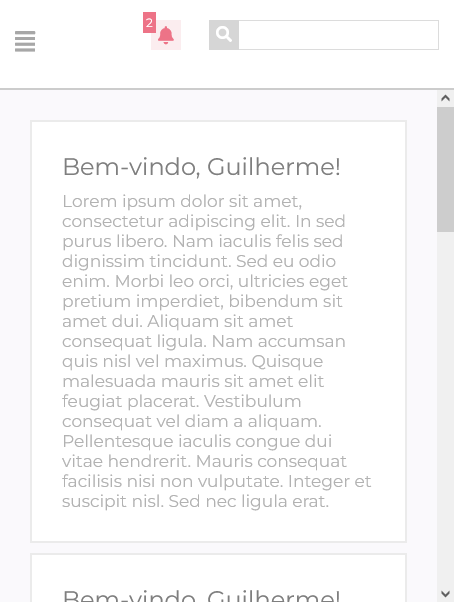 2
Bem-vindo, Guilherme!
Lorem ipsum dolor sit amet,
consectetur adipiscing elit. In sed
purus libero. Nam iaculis felis sed
dignissim tincidunt. Sed eu odio
enim. Morbi leo orci, ultricies eget
pretium imperdiet, bibendum sit
amet dui. Aliquam sit amet
consequat ligula. Nam accumsan
quis nisl vel maximus. Quisque
malesuada mauris sit amet elit
feugiat placerat. Vestibulum
consequat vel diam a aliquam.
Pellentesque iaculis congue dui
vitae hendrerit. Mauris consequat
facilisis nisi non vulputate. Integer et
suscipit nisl. Sed nec ligula erat.
Bem-vindo, Guilherme!